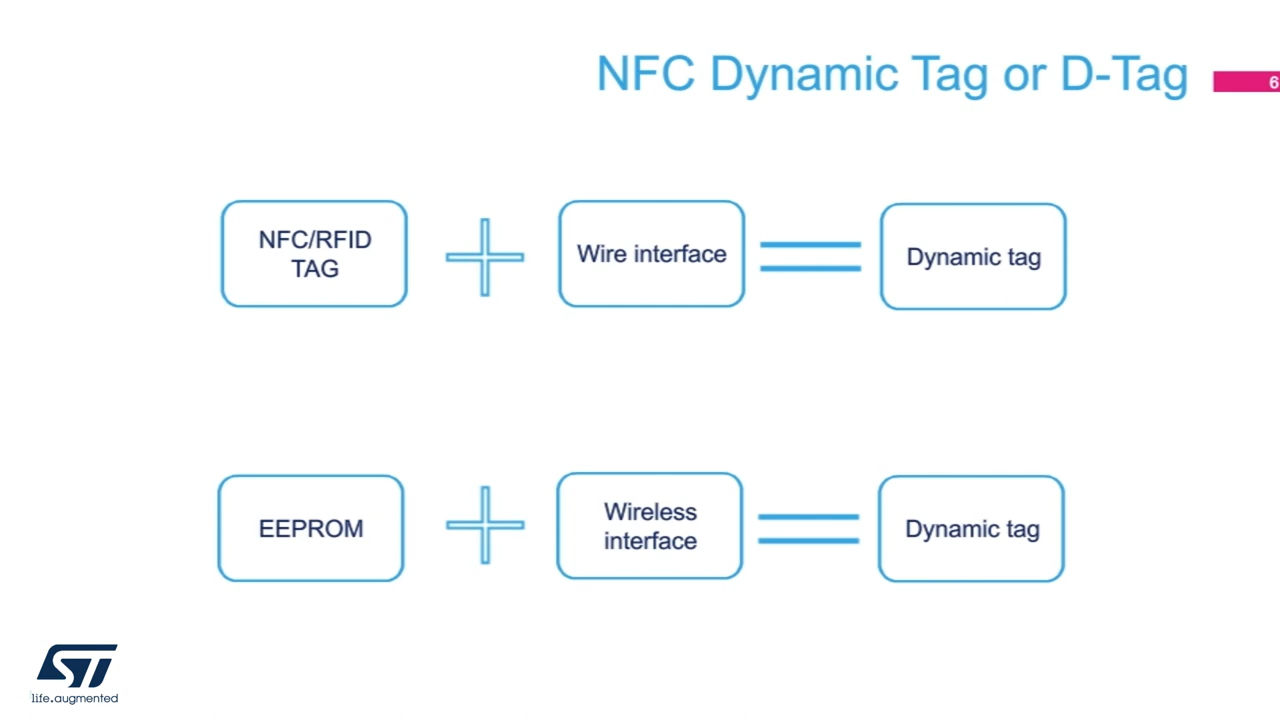 NFC Dynamic Tag or D-Tag
6
NFC/RFID
TAG
Wire interface
Dynamic tag
EEPROM
Wireless
interface
Dynamic tag
ST
life.augmented